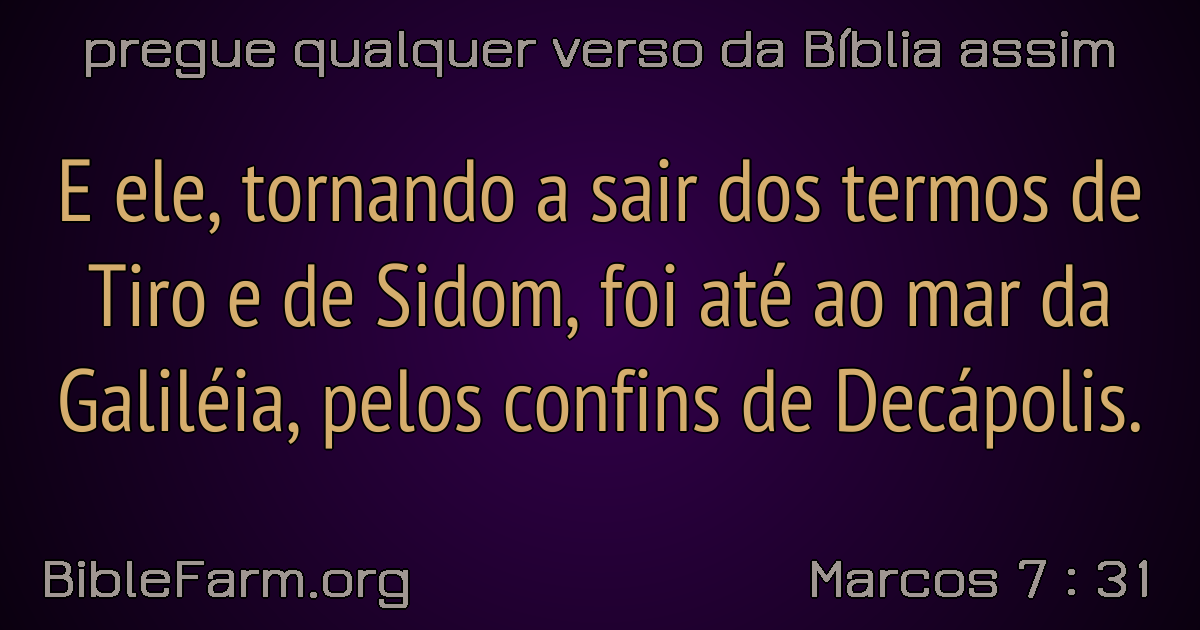 pregue qualquer verso da Bíblia assim
E ele, tornando a sair dos termos de
Tiro e de Sidom, foi até ao mar da
Galiléia, pelos confins de Decápolis.
BibleFarm.org
Marcos 7 : 31